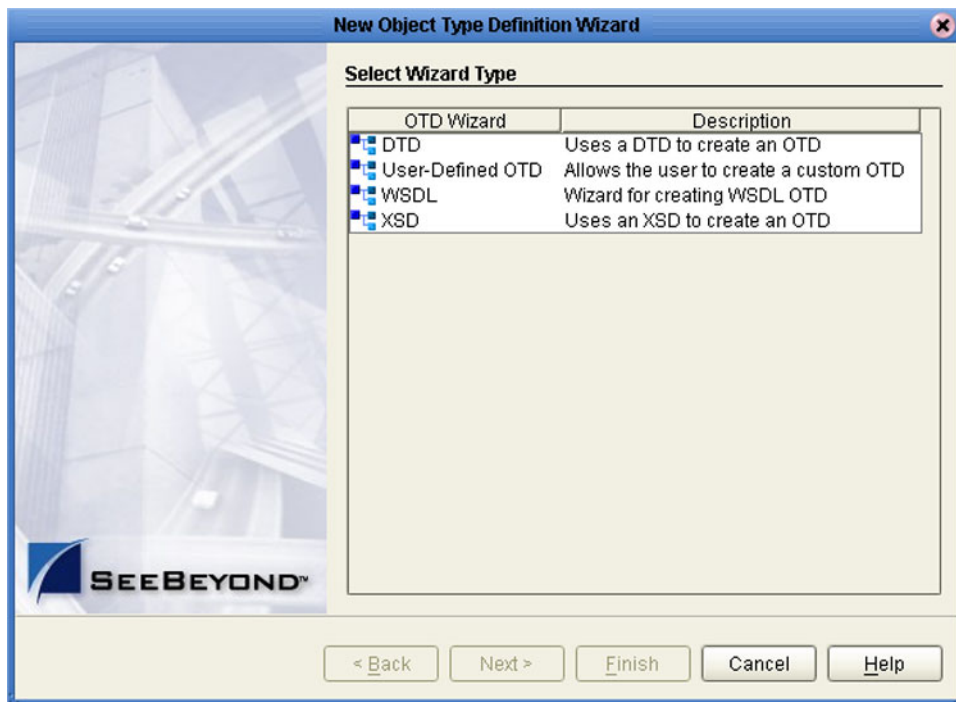 New Object Type Definition Wizard
Select Wizard Type
OTD Wizard Description
DTD Uses a DTD to create an OTD
User-Defined OTD Allows the user to create a custom OTD
WSDL Wizard for creating WSDL OTD
XSD Uses an XSD to create an OTD
SEEBEYOND™
< Back Next > Finish Cancel Help